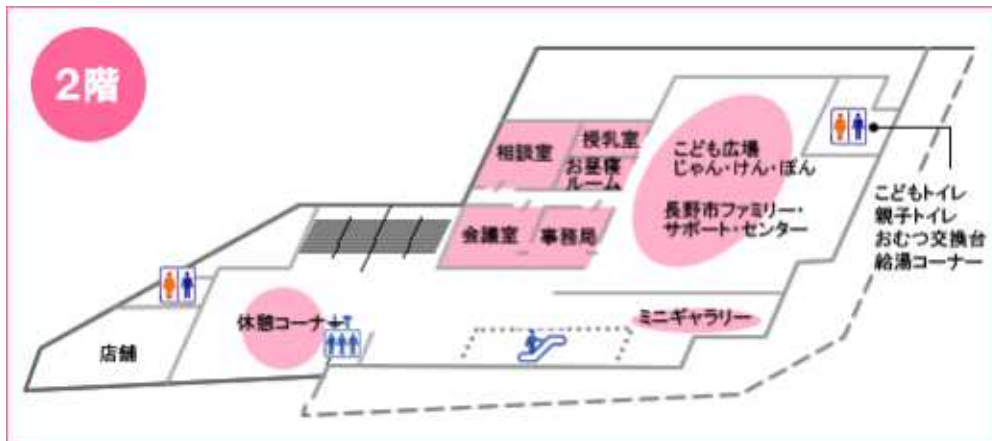 2階
相談室
授乳室
お昼寝
ルーム
こども広場
じゃん・けん・ぽん
長野市ファミリー・
サポート・センター
こどもトイレ
親子トイレ
おむつ交換台
給湯コーナー
会議室
事務局
休憩コーナー
ミニギャラリー
店舗